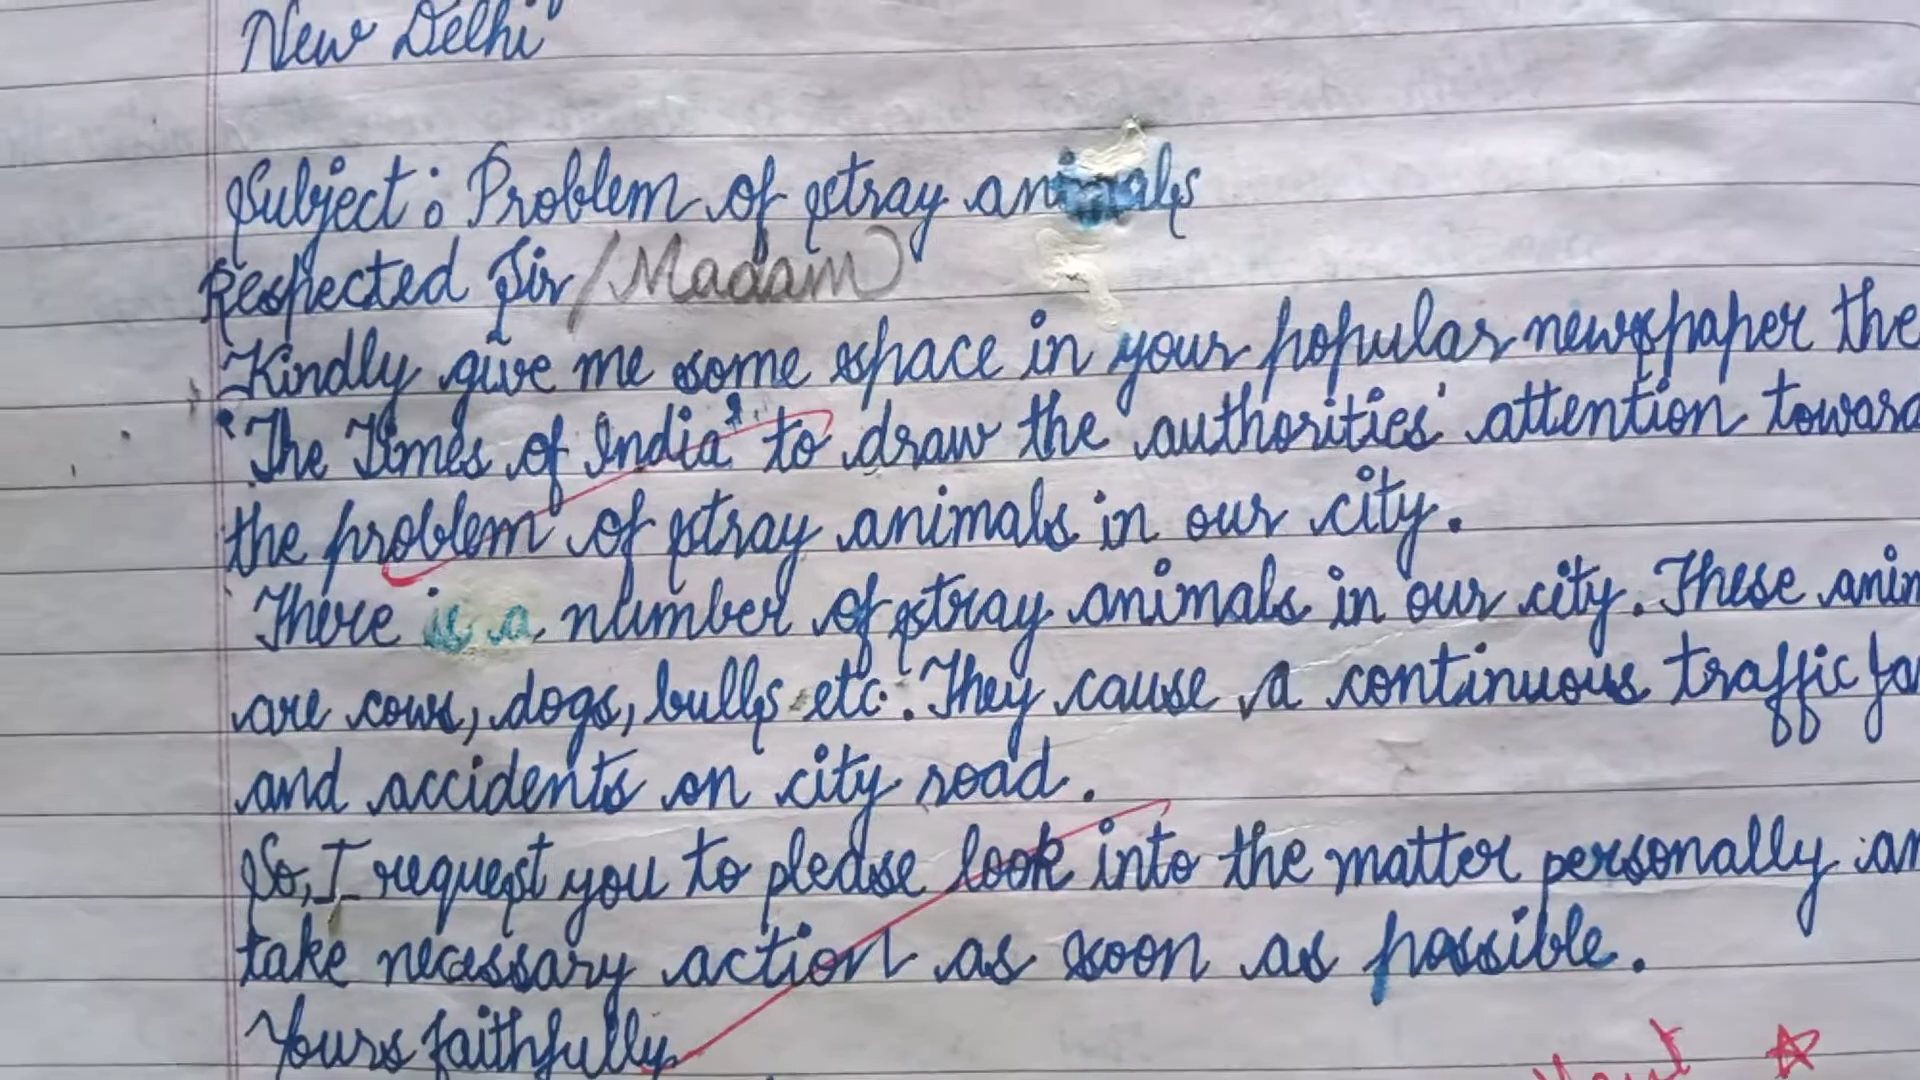 New Delhi
Subject: Problem of stray animals
Respected Sir/Madam
Kindly give me some space in your popular newspaper the
'The Times of India' to draw the authorities' attention toward
the problem of stray animals in our city.
There is a number of stray animals in our city. These anim
are cows, dogs, bulls etc. They cause a continuous traffic ja
and accidents on city road.
So, I request you to please look into the matter personally an
take necessary action as soon as possible.
Yours faithfully